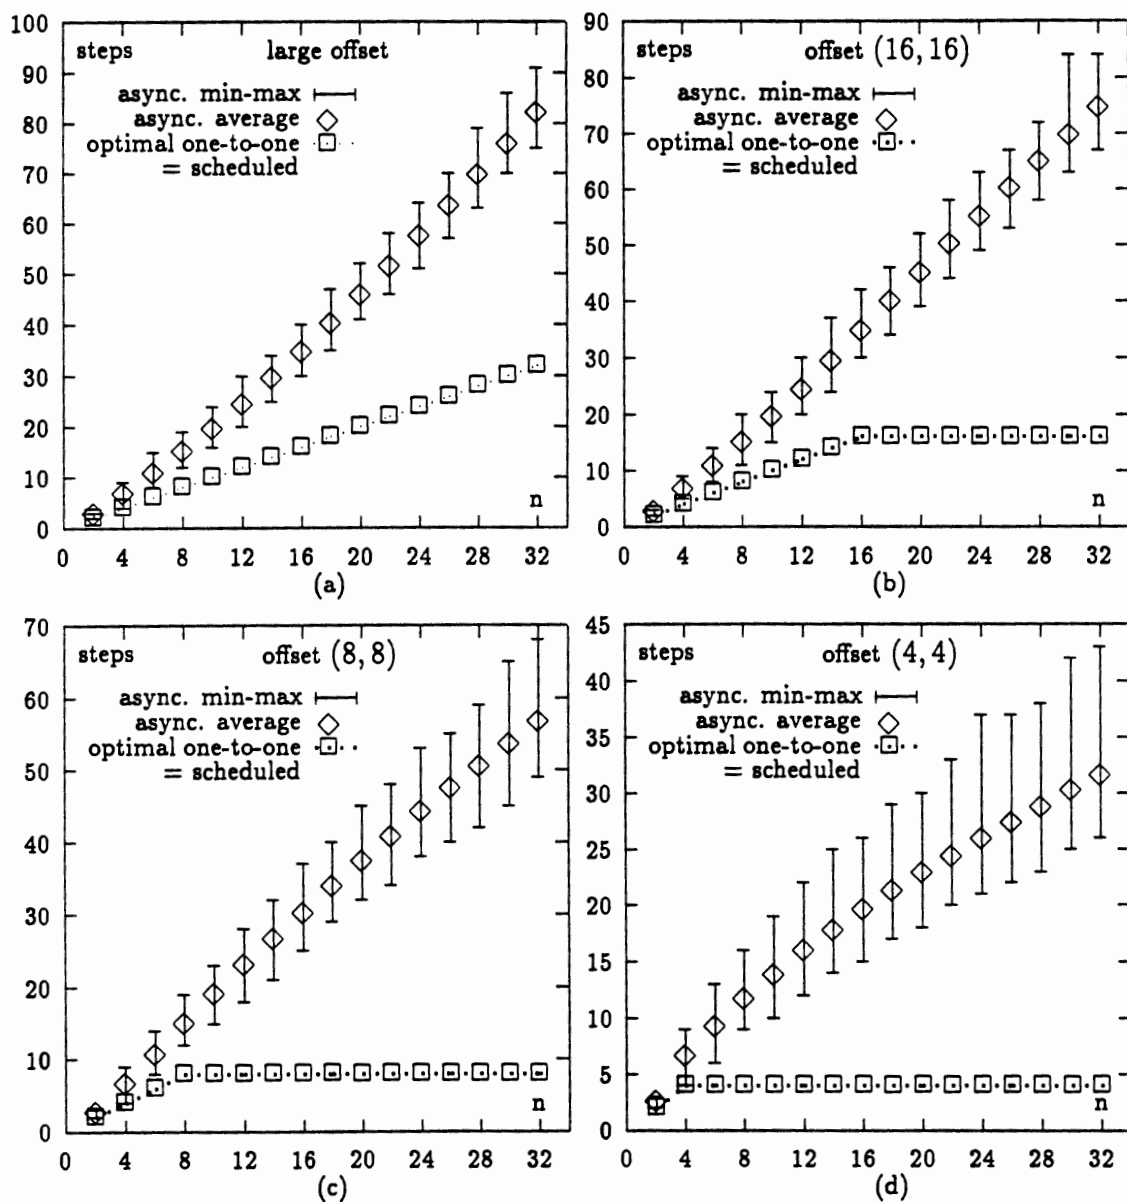 100
90
80
70
60
50
40
30
20
10
0
steps large offset
async. min-max
async. average
optimal one-to-one
= scheduled
n
0 4 8 12 16 20 24 28 32
(a)
90
80
70
60
50
40
30
20
10
0
steps offset (16,16)
async. min-max
async. average
optimal one-to-one
= scheduled
n
0 4 8 12 16 20 24 28 32
(b)
70
60
50
40
30
20
10
0
steps offset (8,8)
async. min-max
async. average
optimal one-to-one
= scheduled
n
0 4 8 12 16 20 24 28 32
(c)
45
40
35
30
25
20
15
10
5
0
steps offset (4,4)
async. min-max
async. average
optimal one-to-one
= scheduled
n
0 4 8 12 16 20 24 28 32
(d)